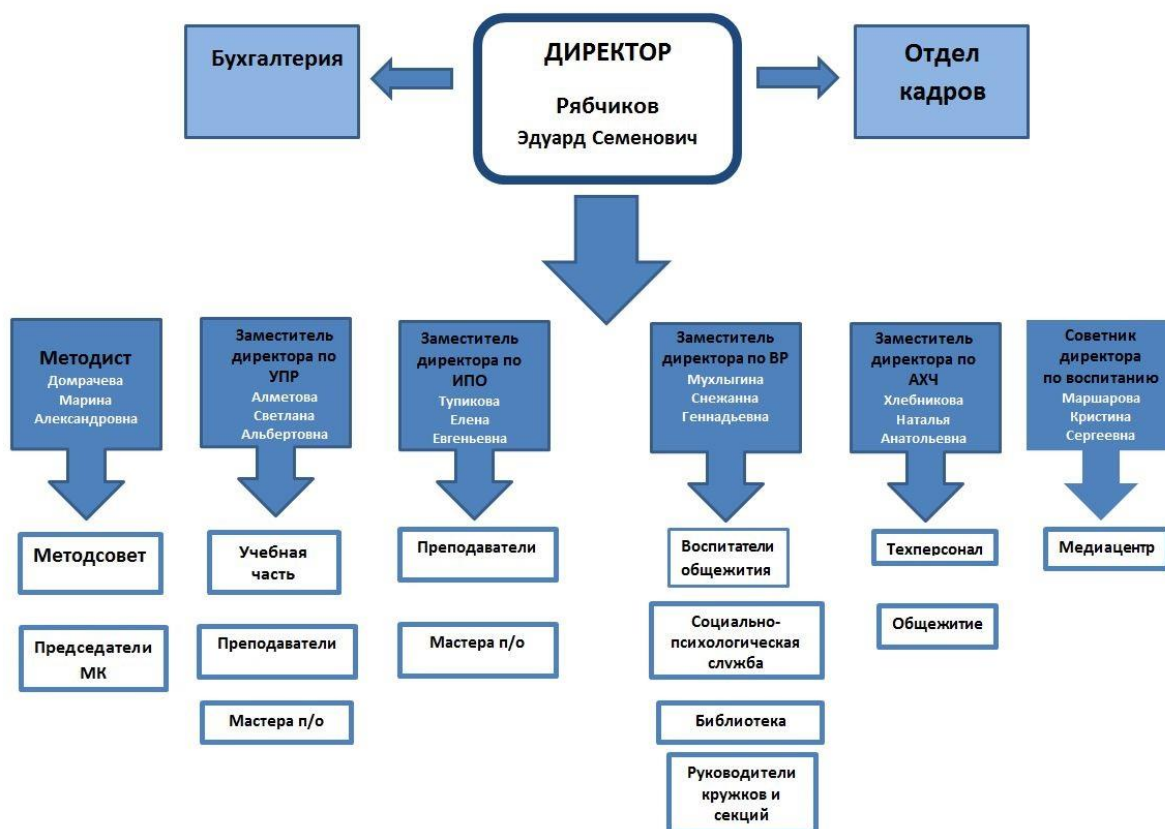 Бухгалтерия
ДИРЕКТОР
Рябчиков
Эдуард Семенович
Отдел
кадров
Методист
Домрачева
Марина
Александровна
Заместитель
директора по
УПР
Алметова
Светлана
Альбертовна
Заместитель
директора по
ИПО
Тупикова
Елена
Евгеньевна
Заместитель
директора по ВР
Мухлыгина
Снежанна
Геннадьевна
Заместитель
директора по
АХЧ
Хлебникова
Наталья
Анатольевна
Советник
директора
по воспитанию
Маршарова
Кристина
Сергеевна
Методсовет
Председатели
МК
Учебная
часть
Преподаватели
Мастера п/о
Преподаватели
Мастера п/о
Воспитатели
общежития
Социально-
психологическая
служба
Библиотека
Руководители
кружков и
секций
Техперсонал
Общежитие
Медиацентр